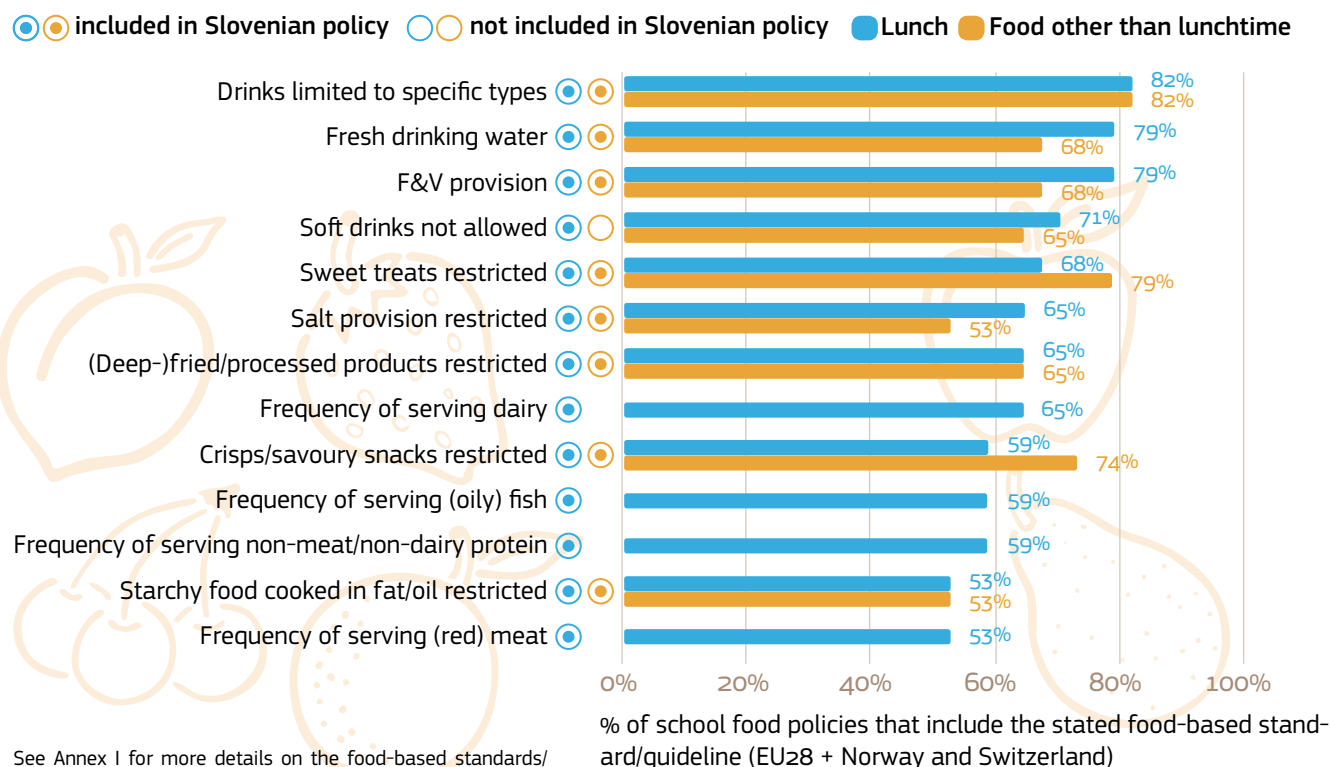 included in Slovenian policy not included in Slovenian policy Lunch Food other than lunchtime
Drinks limited to specific types 82% 82%
Fresh drinking water 79% 68%
F&V provision 79% 68%
Soft drinks not allowed 71% 65%
Sweet treats restricted 68% 79%
Salt provision restricted 65% 53%
(Deep-)fried/processed products restricted 65% 65%
Frequency of serving dairy 65%
Crisps/savoury snacks restricted 59% 74%
Frequency of serving (oily) fish 59%
Frequency of serving non-meat/non-dairy protein 59%
Starchy food cooked in fat/oil restricted 53% 53%
Frequency of serving (red) meat 53%
0% 20% 40% 60% 80% 100%
% of school food policies that include the stated food-based stand-
ard/guideline (EU28 + Norway and Switzerland)
See Annex I for more details on the food-based standards/